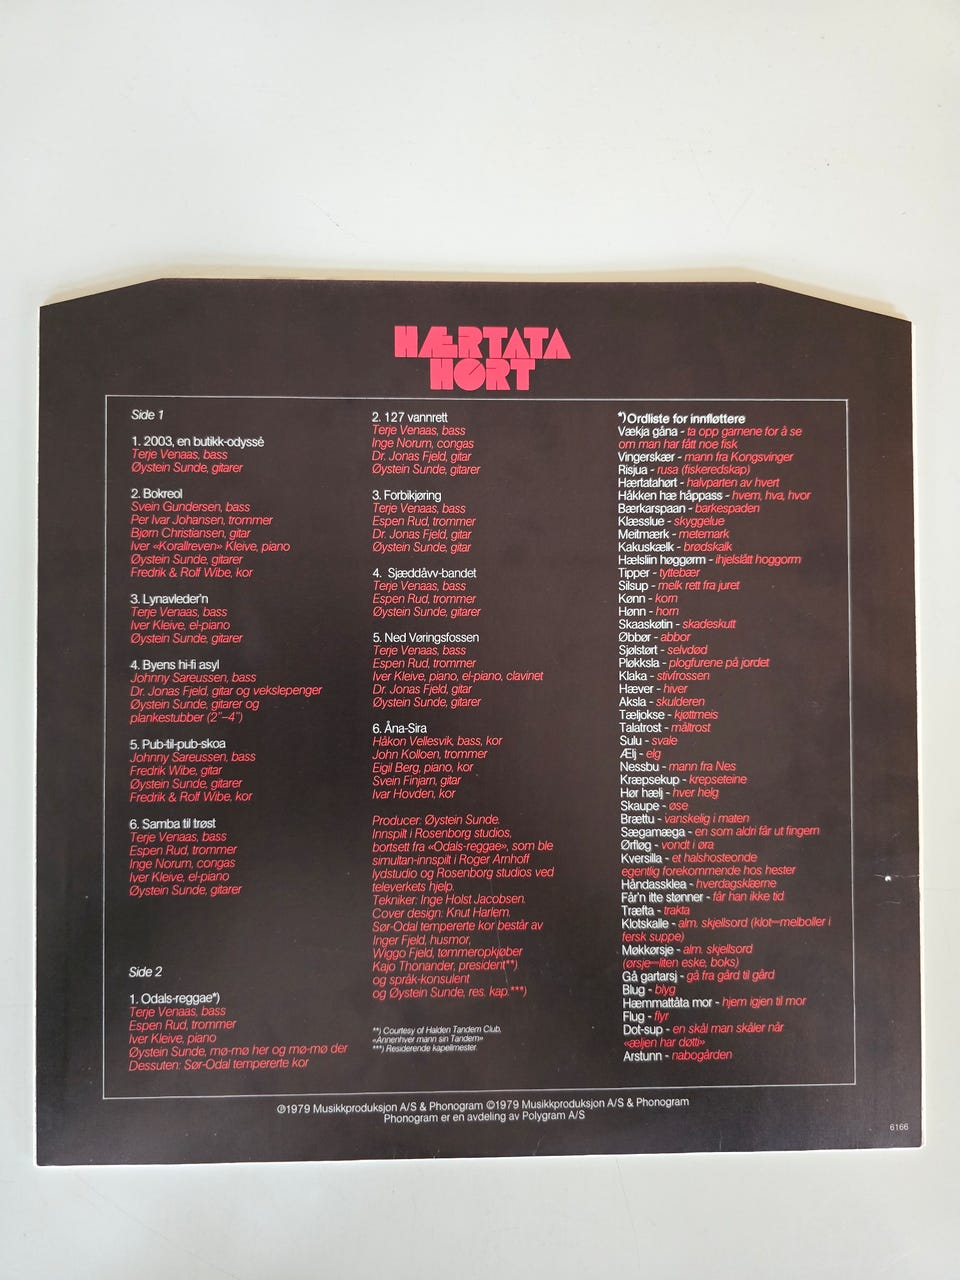 HÆRTATA
HØRT
Side 1
1. 2003, en butikk-odyssé
Terje Venaas, bass
Øystein Sunde, gitarer
2. Bokreol
Svein Gundersen, bass
Per Ivar Johansen, trommer
Bjørn Christiansen, gitar
Iver «Korallreven» Kleive, piano
Øystein Sunde, gitarer
Fredrik & Rolf Wibe, kor
3. Lynavleder'n
Terje Venaas, bass
Iver Kleive, el-piano
Øystein Sunde, gitarer
4. Byens hi-fi asyl
Johnny Sareussen, bass
Dr. Jonas Fjeld, gitar og vekslepenger
Øystein Sunde, gitarer og
plankestubber (2"–4")
5. Pub-til-pub-skoa
Johnny Sareussen, bass
Fredrik Wibe, gitar
Øystein Sunde, gitarer
Fredrik & Rolf Wibe, kor
6. Samba til trøst
Terje Venaas, bass
Espen Rud, trommer
Inge Norum, congas
Iver Kleive, el-piano
Øystein Sunde, gitarer
Side 2
1. Odals-reggae*)
Terje Venaas, bass
Espen Rud, trommer
Iver Kleive, piano
Øystein Sunde, mø-mø her og mø-mø der
Dessuten: Sør-Odal tempererte kor
2. 127 vannrett
Terje Venaas, bass
Inge Norum, congas
Dr. Jonas Fjeld, gitar
Øystein Sunde, gitarer
3. Forbikjøring
Terje Venaas, bass
Espen Rud, trommer
Dr. Jonas Fjeld, gitar
Øystein Sunde, gitarer
4. Sjæddåvv-bandet
Terje Venaas, bass
Espen Rud, trommer
Øystein Sunde, gitarer
5. Ned Vøringsfossen
Terje Venaas, bass
Espen Rud, trommer
Iver Kleive, piano, el-piano, clavinet
Dr. Jonas Fjeld, gitar
Øystein Sunde, gitarer
6. Åna-Sira
Håkon Vellesvik, bass, kor
John Kolloen, trommer
Eigil Berg, piano, kor
Svein Finjarn, gitar
Ivar Hovden, kor
Producer: Øystein Sunde.
Innspilt i Rosenborg studios,
bortsett fra «Odals-reggae», som ble
simultan-innspilt i Roger Arnhoff
lydstudio og Rosenborg studios ved
televerkets hjelp.
Tekniker: Inge Holst Jacobsen.
Cover design: Knut Harlem.
Sør-Odal tempererte kor består av
Inger Fjeld, husmor,
Wiggo Fjeld, tømmeropkjøber
Kajo Thonander, president**)
og språk-konsulent
og Øystein Sunde, res. kap.***)
**) Courtesy of Halden Tandem Club,
«Annenhver mann sin Tandem»
***) Residerende kapellmester.
*) Ordliste for innfløttere
Vækja gána - ta opp garnene for å se
om man har fått noe fisk
Vingerskær - mann fra Kongsvinger
Risjua - rusa (fiskeredskap)
Hærtatahørt - halvparten av hvert
Håkken hæ håppass - hvem, hva, hvor
Bærkarspaan - barkespaden
Klæsslue - skyggelue
Meitmærk - metemark
Kakuskælk - brødskalk
Hælsliin høggørm - ihjelslått hoggorm
Tipper - tyttebær
Silsup - melk rett fra juret
Kønn - korn
Hønn - horn
Skaaskøtin - skadeskutt
Øbbør - abbor
Sjølstørt - selvdød
Pløkksla - plogfurene på jordet
Klaka - stivfrossen
Hæver - hiver
Aksla - skulderen
Tæljokse - kjøttmeis
Talatrost - måltrost
Sulu - svale
Ælj - elg
Nessbu - mann fra Nes
Kræpsekup - krepseteine
Hør hælj - hver helg
Skaupe - øse
Brættu - vanskelig i maten
Sægamæga - en som aldri får ut fingern
Ørfløg - vondt i øra
Kversilla - et halshosteonde
egentlig forekommende hos hester
Håndassklea - hverdagsklærne
Får'n itte stønner - får han ikke tid
Træfta - trakta
Klotskalle - alm. skjellsord (klot=melboller i
fersk suppe)
Møkkørsje - alm. skjellsord
(ørsje=liten eske, boks)
Gå gartarsj - gå fra gård til gård
Blug - blyg
Hæmmattåta mor - hjem igjen til mor
Flug - flyr
Dot-sup - en skål man skåler når
«æljen har døtti»
Arstunn - nabogården
℗1979 Musikkproduksjon A/S & Phonogram ©1979 Musikkproduksjon A/S & Phonogram
Phonogram er en avdeling av Polygram A/S
6166